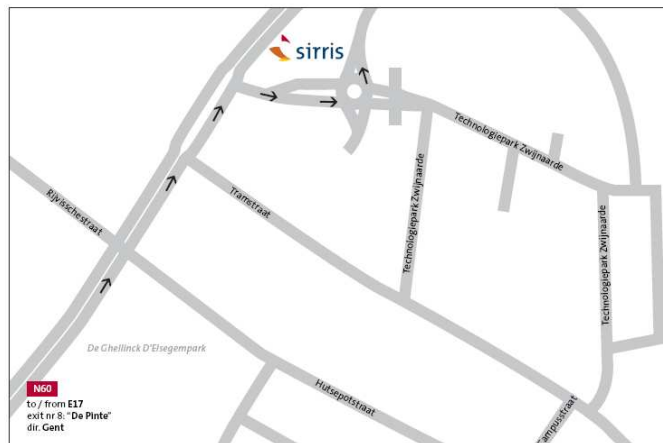 sirris
Technologiepark Zwijnaarde
Rijvisschestraat
Tramstraat
Technologiepark Zwijnaarde
Technologiepark Zwijnaarde
De Ghellinck D'Elsegempark
Hutsepotstraat
Campusstraat
N60
to / from E17
exit nr 8: "De Pinte"
dir. Gent